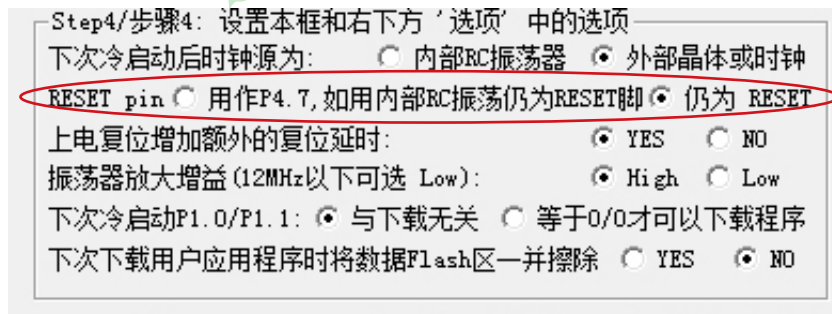 Step4/步骤4: 设置本框和右下方 '选项' 中的选项
下次冷启动后时钟源为: 内部RC振荡器 外部晶体或时钟
RESET pin 用作P4.7,如用内部RC振荡仍为RESET脚 仍为 RESET
上电复位增加额外的复位延时: YES NO
振荡器放大增益(12MHz以下可选 Low): High Low
下次冷启动P1.0/P1.1: 与下载无关 等于0/0才可以下载程序
下次下载用户应用程序时将数据Flash区一并擦除 YES NO